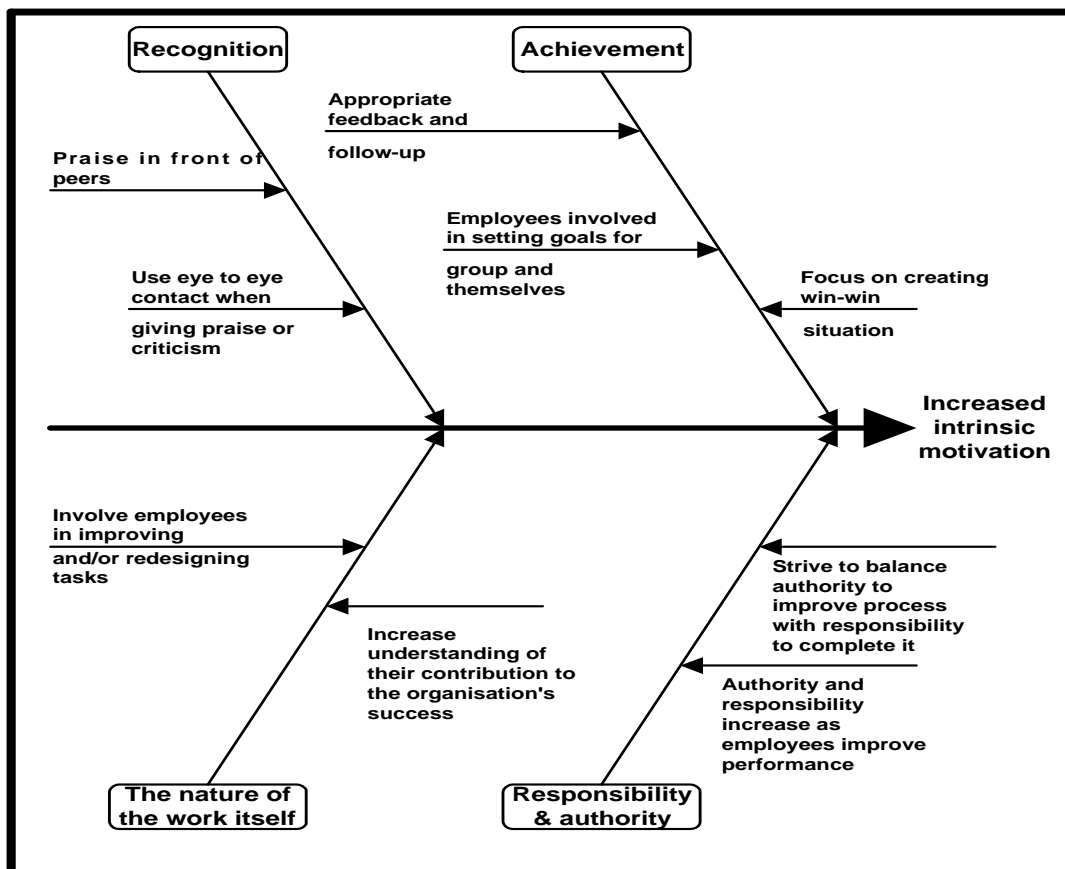 Recognition
Achievement
Appropriate
feedback and
follow-up
Praise in front of
peers
Employees involved
in setting goals for
group and
themselves
Use eye to eye
contact when
giving praise or
criticism
Focus on creating
win-win
situation
Increased
intrinsic
motivation
Involve employees
in improving
and/or redesigning
tasks
Strive to balance
authority to
improve process
with responsibility
to complete it
Increase
understanding of
their contribution to
the organisation's
success
Authority and
responsibility
increase as
employees improve
performance
The nature of
the work itself
Responsibility
& authority